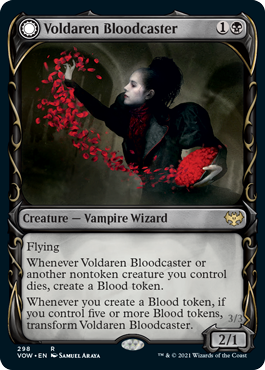 Voldaren Bloodcaster 1
Creature — Vampire Wizard
Flying
Whenever Voldaren Bloodcaster or
another nontoken creature you control
dies, create a Blood token.
Whenever you create a Blood token, if
you control five or more Blood tokens,
transform Voldaren Bloodcaster.
3/3
2/1
298 R
VOW • EN SAMUEL ARAYA
™ & © 2021 Wizards of the Coast